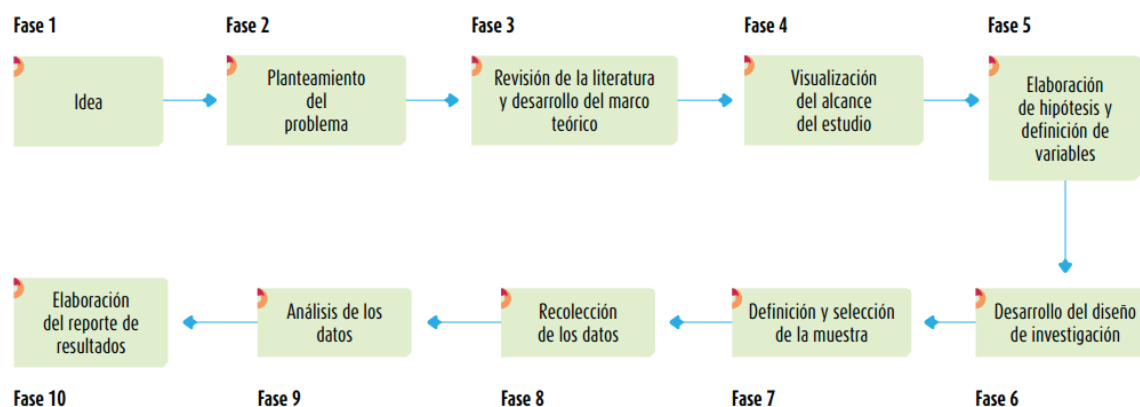 Fase 1
Fase 2
Fase 3
Fase 4
Fase 5
Idea
Planteamiento
del
problema
Revisión de la literatura
y desarrollo del marco
teórico
Visualización
del alcance
del estudio
Elaboración
de hipótesis y
definición de
variables
Desarrollo del diseño
de investigación
Definición y selección
de la muestra
Recolección
de los datos
Análisis de los
datos
Elaboración
del reporte de
resultados
Fase 10
Fase 9
Fase 8
Fase 7
Fase 6